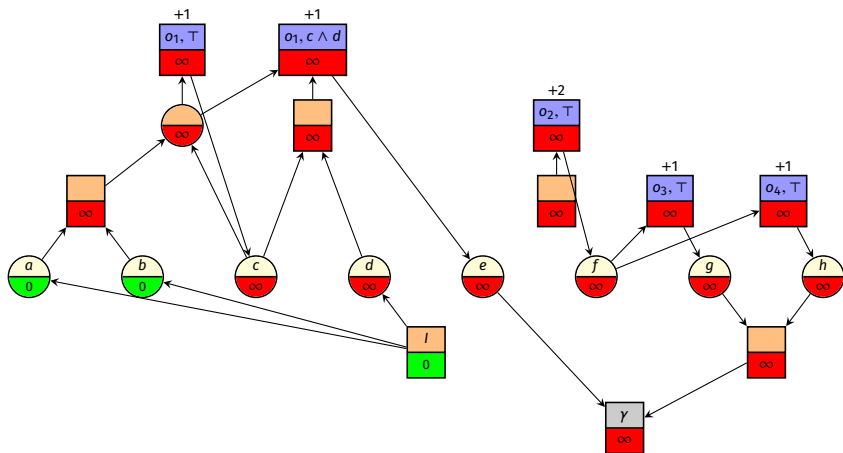 +1 +1
o₁, ⊤ o₁, c ∧ d
∞ ∞
+2
o₂, ⊤
∞ ∞ ∞
+1 +1
o₃, ⊤ o₄, ⊤
∞ ∞ ∞ ∞
a b c d e f g h
0 0 ∞ ∞ ∞ ∞ ∞ ∞
I
0 ∞
γ
∞